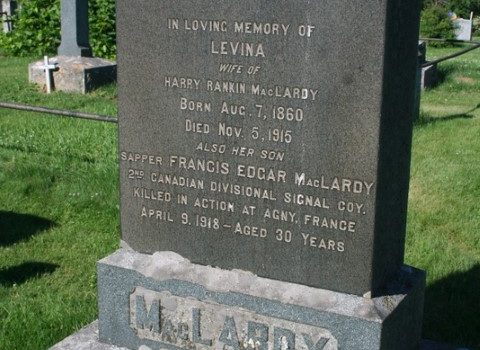 IN LOVING MEMORY OF
LEVINA
WIFE OF
HARRY RANKIN MACLARDY
BORN AUG. 7, 1860
DIED NOV. 5, 1915
ALSO HER SON
SAPPER FRANCIS EDGAR MACLARDY
2ND CANADIAN DIVISIONAL SIGNAL COY.
KILLED IN ACTION AT AGNY, FRANCE
APRIL 9, 1918 – AGED 30 YEARS
MACLARDY